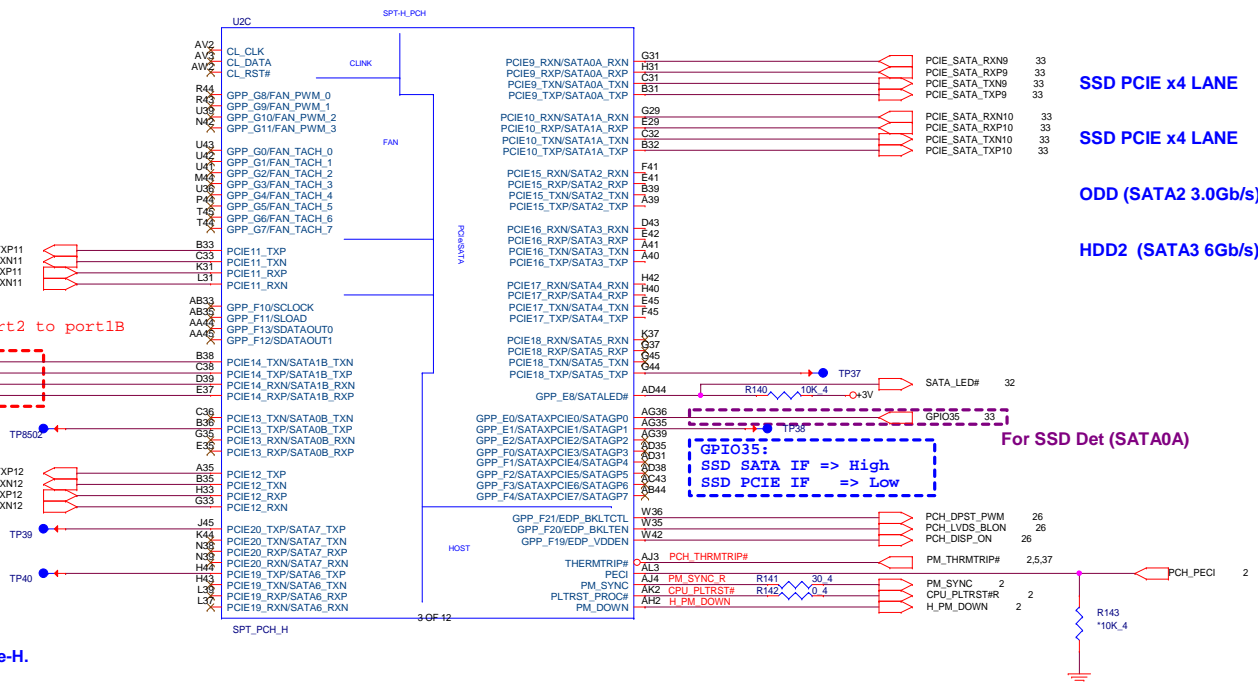 SPT-H_PCH
U2C
AV2 CL_CLK
AV3 CL_DATA
AW2 CL_RST#
CLINK
R44 GPP_G8/FAN_PWM_0
R43 GPP_G9/FAN_PWM_1
U39 GPP_G10/FAN_PWM_2
N42 GPP_G11/FAN_PWM_3
FAN
U43 GPP_G0/FAN_TACH_0
U42 GPP_G1/FAN_TACH_1
U41 GPP_G2/FAN_TACH_2
M44 GPP_G3/FAN_TACH_3
U36 GPP_G4/FAN_TACH_4
P44 GPP_G5/FAN_TACH_5
T45 GPP_G6/FAN_TACH_6
T44 GPP_G7/FAN_TACH_7
PCIe/SATA
XP11 B33 PCIE11_TXP
XN11 C33 PCIE11_TXN
XP11 K31 PCIE11_RXP
XN11 L31 PCIE11_RXN
AB33 GPP_F10/SCLOCK
AB35 GPP_F11/SLOAD
AA44 GPP_F13/SDATAOUT0
AA45 GPP_F12/SDATAOUT1
rt2 to port1B
B38 PCIE14_TXN/SATA1B_TXN
C38 PCIE14_TXP/SATA1B_TXP
D39 PCIE14_RXN/SATA1B_RXN
E37 PCIE14_RXP/SATA1B_RXP
C36 PCIE13_TXN/SATA0B_TXN
B36 PCIE13_TXP/SATA0B_TXP
G35 PCIE13_RXN/SATA0B_RXN
E35 PCIE13_RXP/SATA0B_RXP
TP8502
XP12 A35 PCIE12_TXP
XN12 B35 PCIE12_TXN
XP12 H33 PCIE12_RXP
XN12 G33 PCIE12_RXN
J45 PCIE20_TXP/SATA7_TXP
K44 PCIE20_TXN/SATA7_TXN
N38 PCIE20_RXP/SATA7_RXP
N39 PCIE20_RXN/SATA7_RXN
H44 PCIE19_TXP/SATA6_TXP
H43 PCIE19_TXN/SATA6_TXN
L39 PCIE19_RXP/SATA6_RXP
L37 PCIE19_RXN/SATA6_RXN
TP39
TP40
HOST
3 OF 12
SPT_PCH_H
e-H.
PCIE9_RXN/SATA0A_RXN G31 PCIE_SATA_RXN9 33
PCIE9_RXP/SATA0A_RXP H31 PCIE_SATA_RXP9 33
PCIE9_TXN/SATA0A_TXN C31 PCIE_SATA_TXN9 33
PCIE9_TXP/SATA0A_TXP B31 PCIE_SATA_TXP9 33
SSD PCIE x4 LANE
PCIE10_RXN/SATA1A_RXN G29 PCIE_SATA_RXN10 33
PCIE10_RXP/SATA1A_RXP E29 PCIE_SATA_RXP10 33
PCIE10_TXN/SATA1A_TXN C32 PCIE_SATA_TXN10 33
PCIE10_TXP/SATA1A_TXP B32 PCIE_SATA_TXP10 33
SSD PCIE x4 LANE
PCIE15_RXN/SATA2_RXN F41
PCIE15_RXP/SATA2_RXP E41
PCIE15_TXN/SATA2_TXN B39
PCIE15_TXP/SATA2_TXP A39
ODD (SATA2 3.0Gb/s)
PCIE16_RXN/SATA3_RXN D43
PCIE16_RXP/SATA3_RXP E42
PCIE16_TXN/SATA3_TXN A41
PCIE16_TXP/SATA3_TXP A40
HDD2 (SATA3 6Gb/s)
PCIE17_RXN/SATA4_RXN H42
PCIE17_RXP/SATA4_RXP H40
PCIE17_TXN/SATA4_TXN E45
PCIE17_TXP/SATA4_TXP F45
PCIE18_RXN/SATA5_RXN K37
PCIE18_RXP/SATA5_RXP G37
PCIE18_TXN/SATA5_TXN G45
PCIE18_TXP/SATA5_TXP G44 TP37
GPP_E8/SATALED# AD44 R140 10K_4 +3V SATA_LED# 32
GPP_E0/SATAXPCIE0/SATAGP0 AG36 GPIO35 33
GPP_E1/SATAXPCIE1/SATAGP1 AG35 TP38
GPP_E2/SATAXPCIE2/SATAGP2 AG39
GPP_F0/SATAXPCIE3/SATAGP3 AD35
GPP_F1/SATAXPCIE4/SATAGP4 AD31
GPP_F2/SATAXPCIE5/SATAGP5 AD38
GPP_F3/SATAXPCIE6/SATAGP6 AC43
GPP_F4/SATAXPCIE7/SATAGP7 AB44
For SSD Det (SATA0A)
GPIO35:
SSD SATA IF => High
SSD PCIE IF => Low
GPP_F21/EDP_BKLTCTL W36 PCH_DPST_PWM 26
GPP_F20/EDP_BKLTEN W35 PCH_LVDS_BLON 26
GPP_F19/EDP_VDDEN W42 PCH_DISP_ON 26
THERMTRIP# AJ3 PCH_THRMTRIP# PM_THRMTRIP# 2,5,37
PECI AL3 PCH_PECI 2
PM_SYNC AJ4 PM_SYNC_R R141 30_4 PM_SYNC 2
PLTRST_PROC# AK2 CPU_PLTRST# R142 0_4 CPU_PLTRST#R 2
PM_DOWN AH2 H_PM_DOWN H_PM_DOWN 2
R143
*10K_4